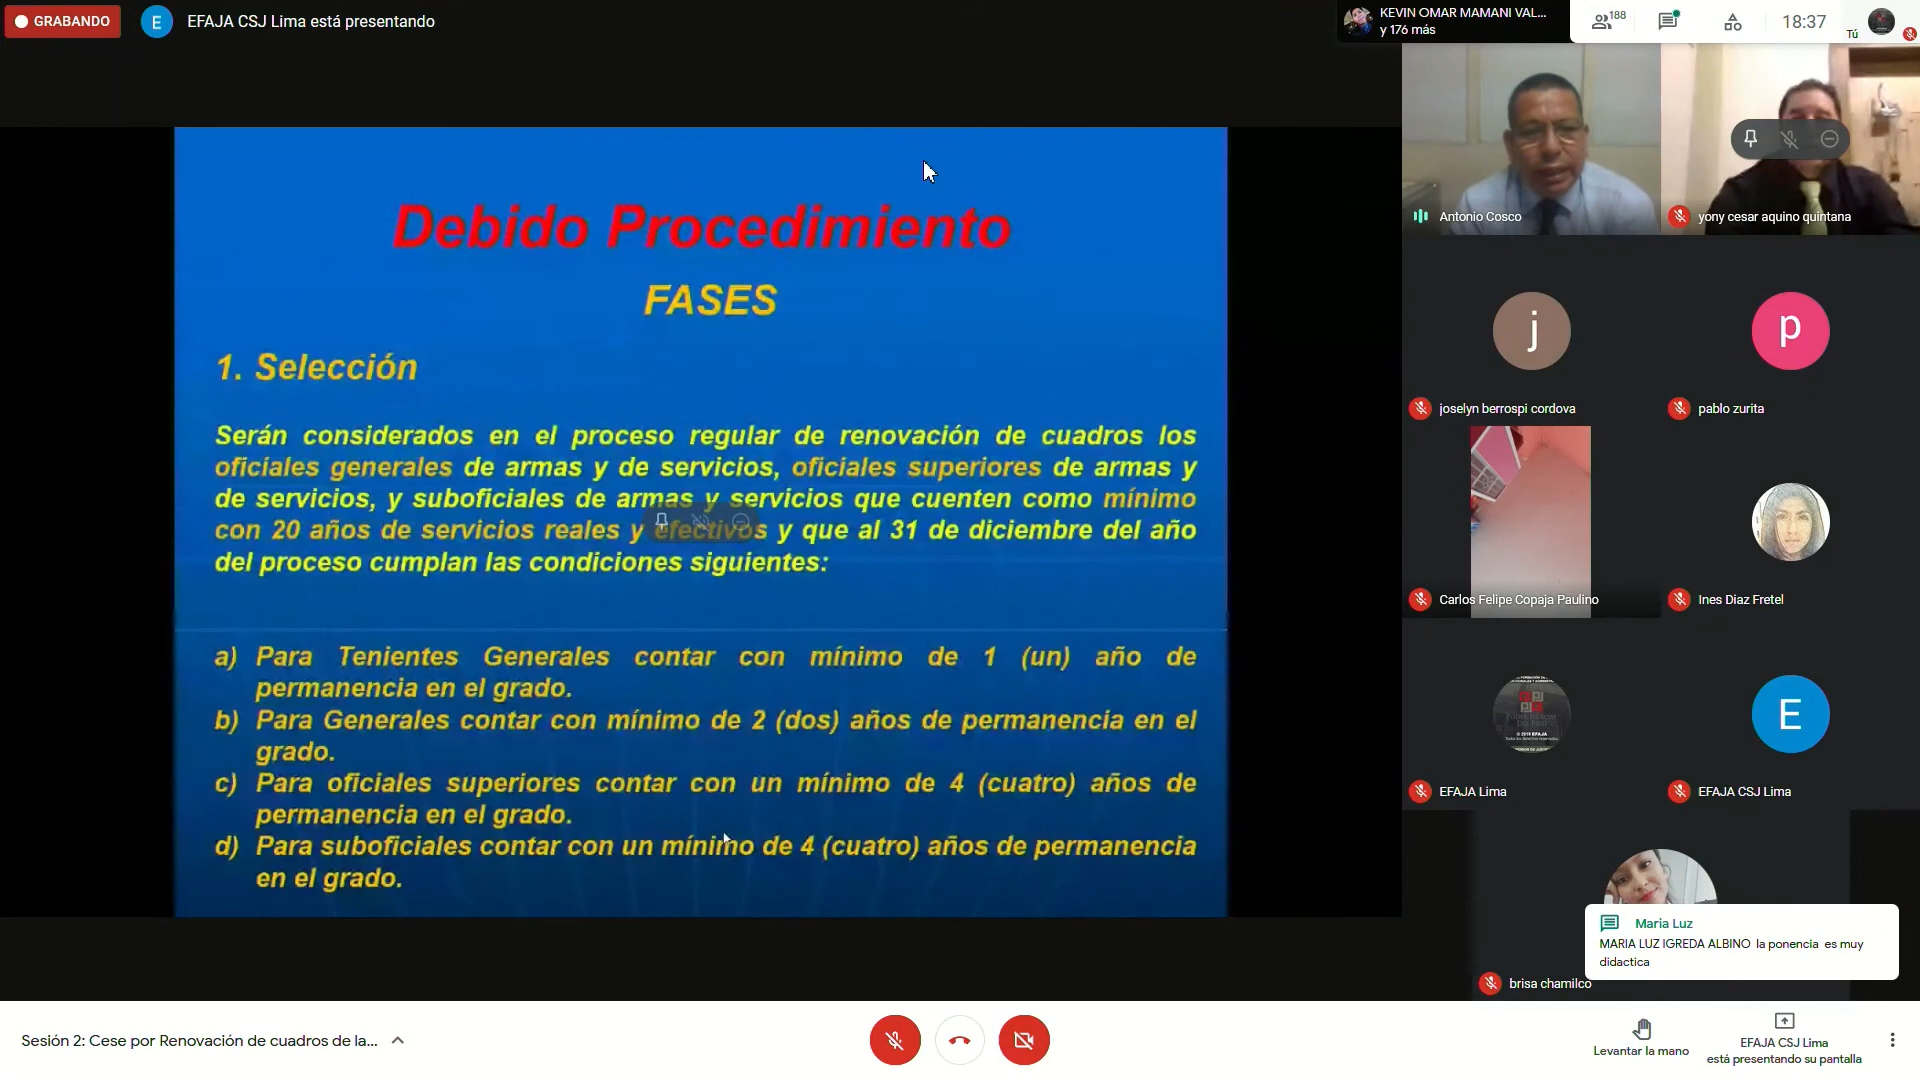 GRABANDO
E
EFAJA CSJ Lima está presentando
KEVIN OMAR MAMANI VAL...
y 176 más
188
18:37
Tú
Debido Procedimiento
FASES
1. Selección
Serán considerados en el proceso regular de renovación de cuadros los
oficiales generales de armas y de servicios, oficiales superiores de armas y
de servicios, y suboficiales de armas y servicios que cuenten como mínimo
con 20 años de servicios reales y efectivos y que al 31 de diciembre del año
del proceso cumplan las condiciones siguientes:
a) Para Tenientes Generales contar con mínimo de 1 (un) año de
permanencia en el grado.
b) Para Generales contar con mínimo de 2 (dos) años de permanencia en el
grado.
c) Para oficiales superiores contar con un mínimo de 4 (cuatro) años de
permanencia en el grado.
d) Para suboficiales contar con un mínimo de 4 (cuatro) años de permanencia
en el grado.
Antonio Cosco
yony cesar aquino quintana
j
p
joselyn berrospi cordova
pablo zurita
Carlos Felipe Copaja Paulino
Ines Diaz Fretel
E
EFAJA Lima
EFAJA CSJ Lima
Maria Luz
MARIA LUZ IGREDA ALBINO la ponencia es muy
didactica
brisa chamilco
Sesión 2: Cese por Renovación de cuadros de la...
Levantar la mano
EFAJA CSJ Lima
está presentando su pantalla